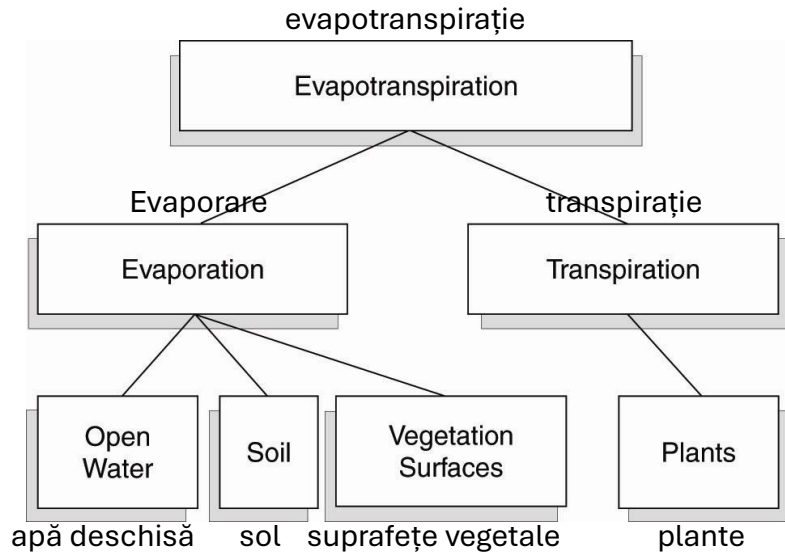 evapotranspirație
Evapotranspiration
Evaporare
transpirație
Evaporation
Transpiration
Open
Water
Soil
Vegetation
Surfaces
Plants
apă deschisă
sol
suprafețe vegetale
plante